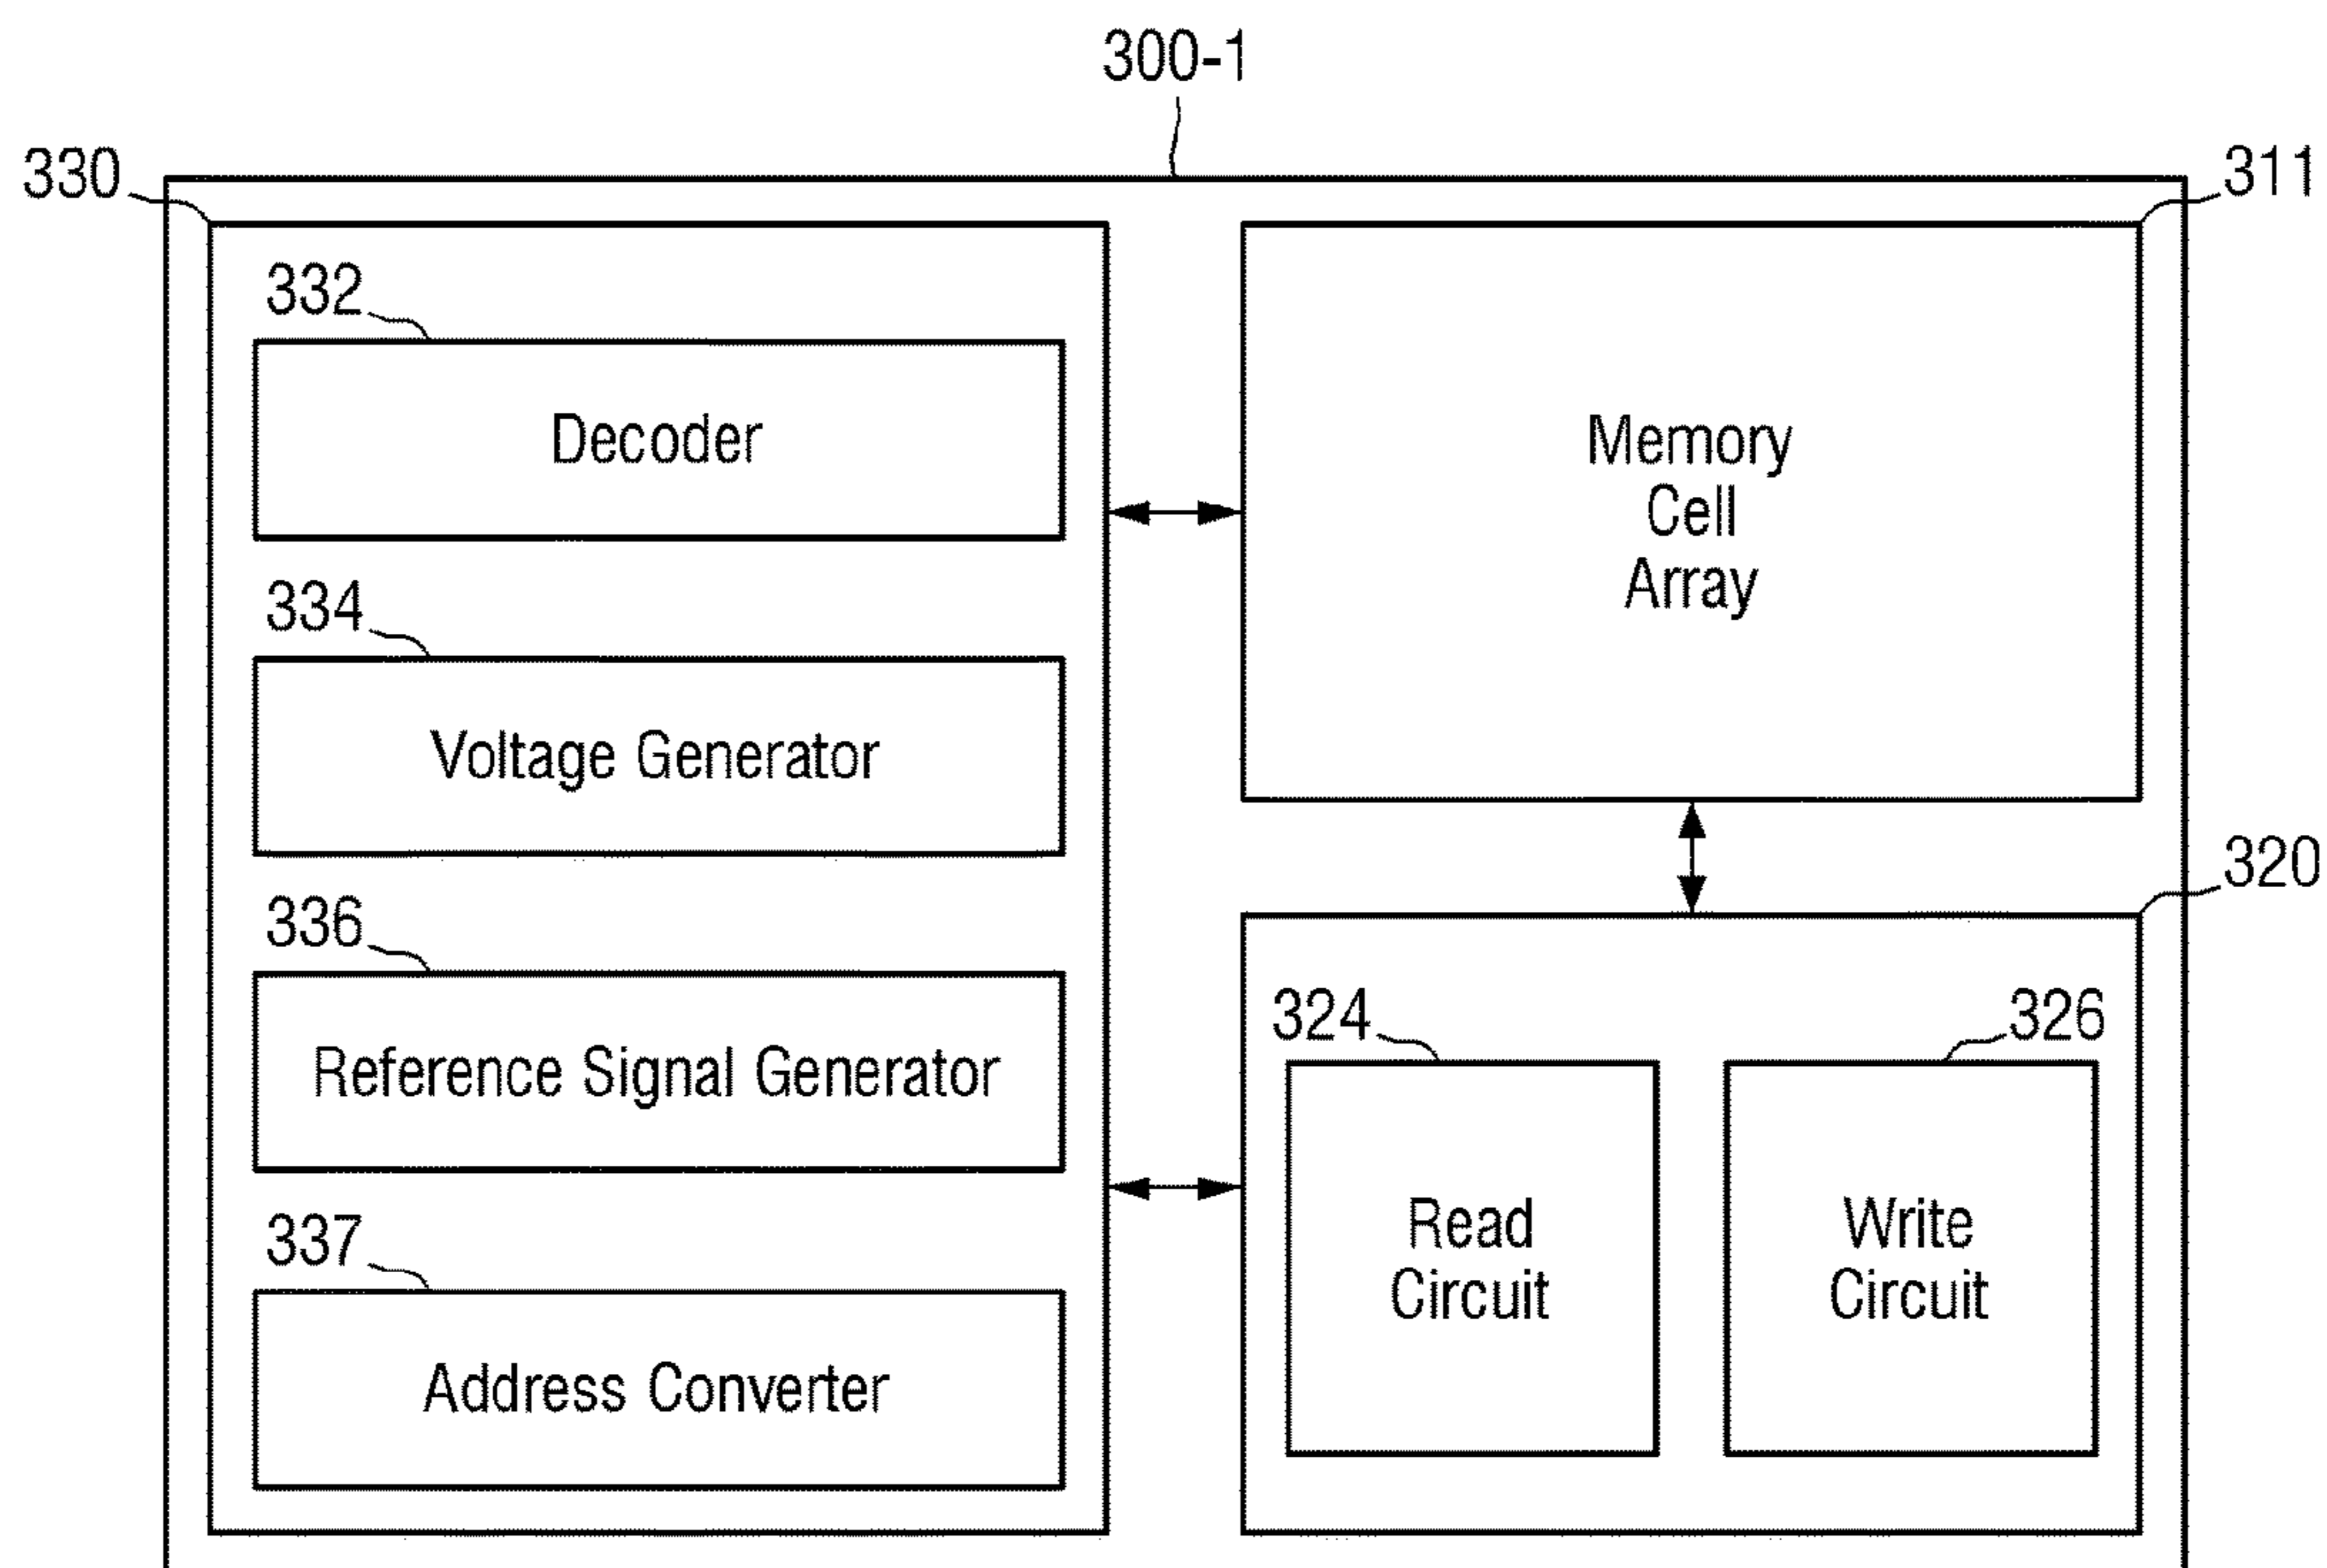 300-1
330
311
332
Decoder
Memory
Cell
Array
334
Voltage Generator
320
336
Reference Signal Generator
324
326
Read
Circuit
Write
Circuit
337
Address Converter